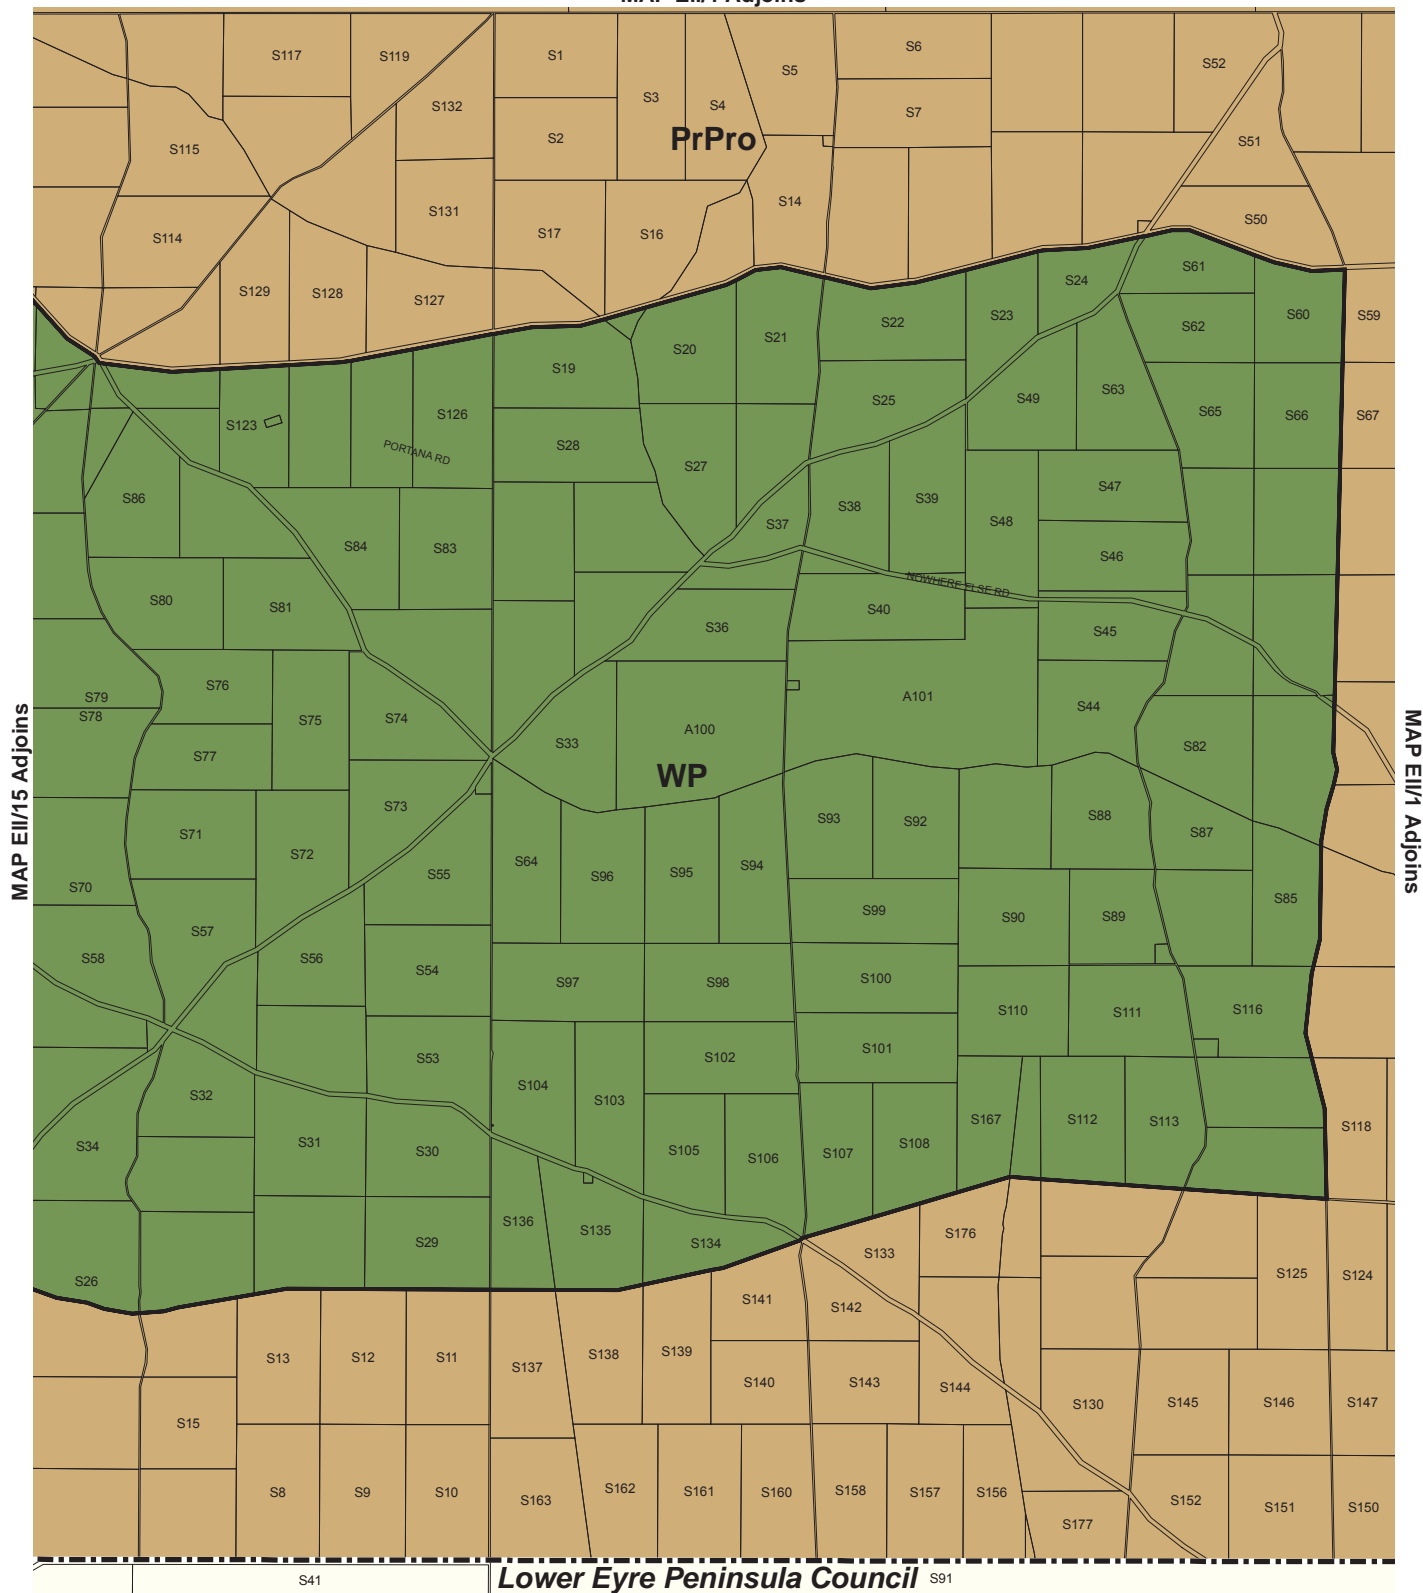 MAP EII/1 Adjoins
S117
S119
S1
S6
S5
S52
S3
S4
S132
S7
S2
PrPro
S51
S115
S131
S14
S50
S114
S17
S16
S61
S24
S129
S128
S127
S23
S60
S59
S22
S62
S21
S20
S19
S63
S49
S25
S126
S65
S66
S67
S123
S28
PORTANA RD
S27
S47
S86
S38
S39
S37
S48
S84
S83
S46
NOWHERE ELSE RD
S80
S81
S40
S36
S45
S76
S79
S78
S75
S74
A101
S44
A100
S33
S82
MAP EII/15 Adjoins
MAP EII/1 Adjoins
S77
WP
S73
S93
S92
S88
S71
S87
S72
S64
S96
S95
S94
S55
S70
S85
S99
S90
S89
S57
S58
S56
S54
S97
S98
S100
S110
S111
S116
S53
S102
S101
S104
S103
S32
S112
S113
S167
S118
S34
S31
S30
S105
S106
S107
S108
S136
S135
S134
S29
S133
S176
S26
S125
S124
S141
S142
S13
S12
S11
S137
S138
S139
S140
S143
S144
S15
S130
S145
S146
S147
S8
S9
S10
S163
S162
S161
S160
S158
S157
S156
S152
S151
S150
S177
S41
Lower Eyre Peninsula Council
S91